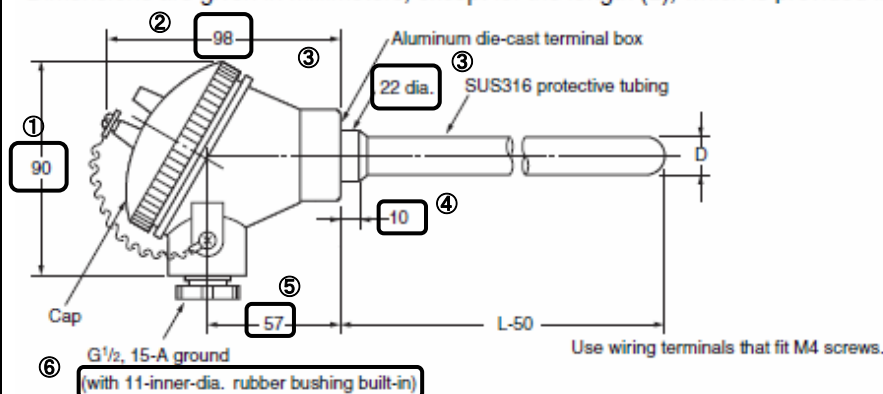 ② 98
③ Aluminum die-cast terminal box
22 dia. ③ SUS316 protective tubing
①
90
D
10 ④
⑤
Cap 57 L-50
G1/2, 15-A ground
Use wiring terminals that fit M4 screws.
⑥ (with 11-inner-dia. rubber bushing built-in)